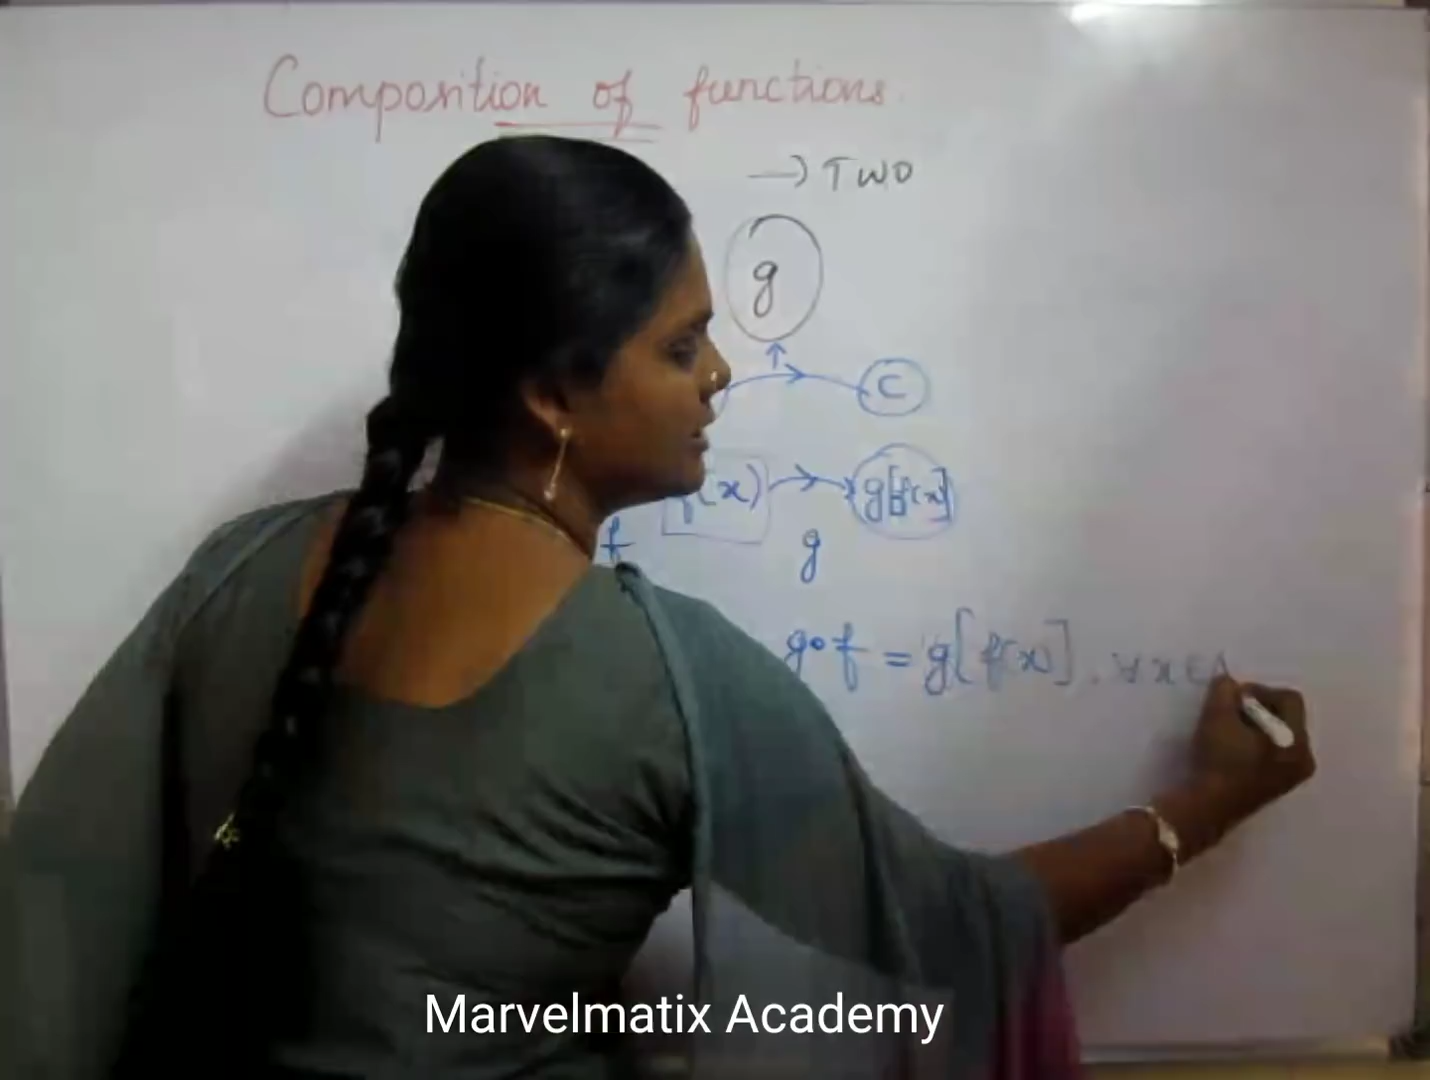 Composition of functions.
→ TWO
g
↑
C
f(x) → g[f(x)]
f g
g∘f = g[f(x)]. ∀x∈A
Marvelmatix Academy